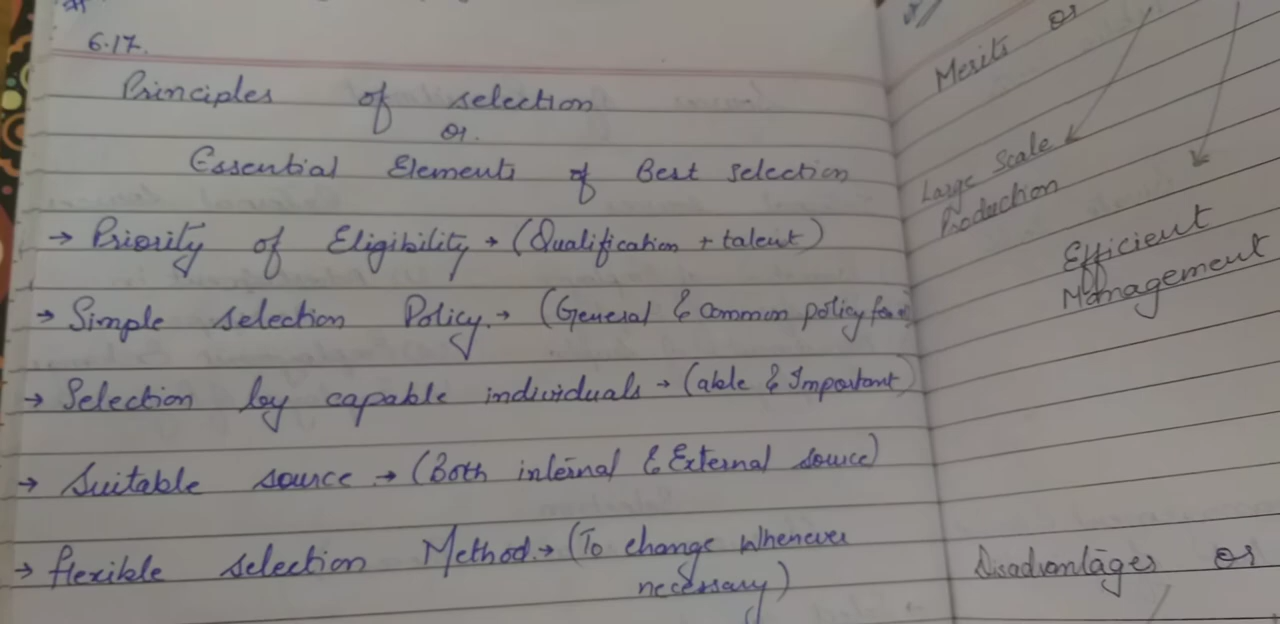 6.17.
Principles of selection
or.
Essential Elements of Best selection
→ Priority of Eligibility → (Qualification + talent)
→ Simple selection Policy. → (General & Common policy for
→ Selection by capable individuals → (able & Important)
→ Suitable source → (Both internal & External source)
→ flexible selection Method. → (To change whenever
necessary)
Merits or
Large Scale
Production
Efficient
Management
Disadvantages or